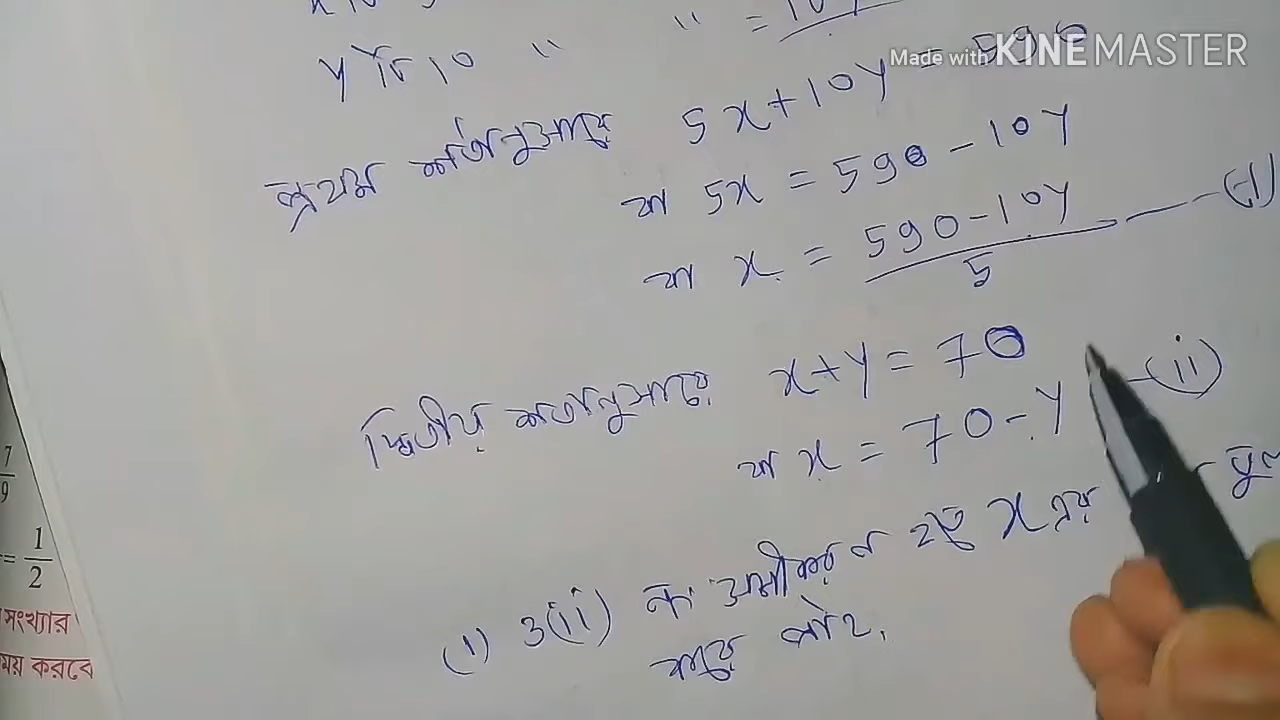 y টি 10 " " = 10y
Made with KINEMASTER
প্রথম শর্তানুসারে 5x + 10y = 590
বা 5x = 590 - 10y
বা x = 590 - 10y / 5 — (i)
দ্বিতীয় শর্তানুসারে x + y = 70
বা x = 70 - y — (ii)
(i) ও (ii) নং সমীকরণ হতে x এর
করে পাই,
7/9
= 1/2
সংখ্যার
করবে